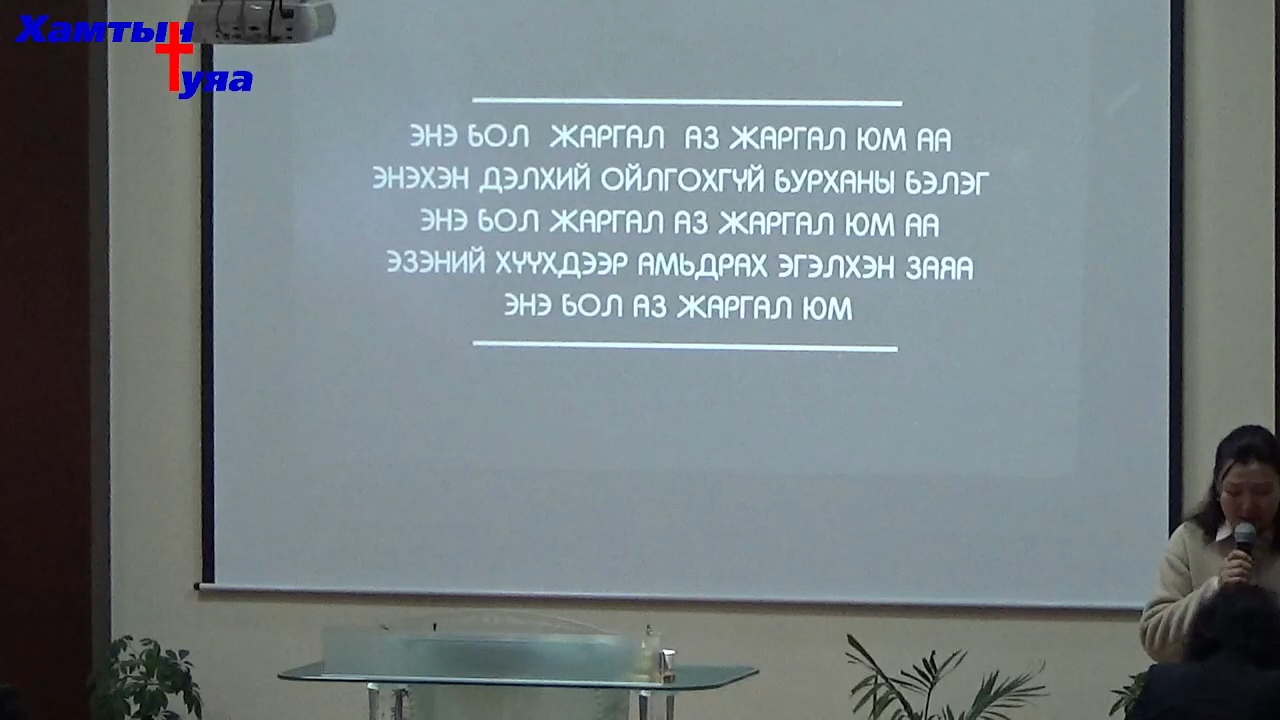 Хамтын
Туяа
ЭНЭ БОЛ ЖАРГАЛ АЗ ЖАРГАЛ ЮМ АА
ЭНЭХЭН ДЭЛХИЙ ОЙЛГОХГҮЙ БУРХАНЫ БЭЛЭГ
ЭНЭ БОЛ ЖАРГАЛ АЗ ЖАРГАЛ ЮМ АА
ЭЗЭНИЙ ХҮҮХДЭЭР АМЬДРАХ ЭГЭЛХЭН ЗАЯА
ЭНЭ БОЛ АЗ ЖАРГАЛ ЮМ